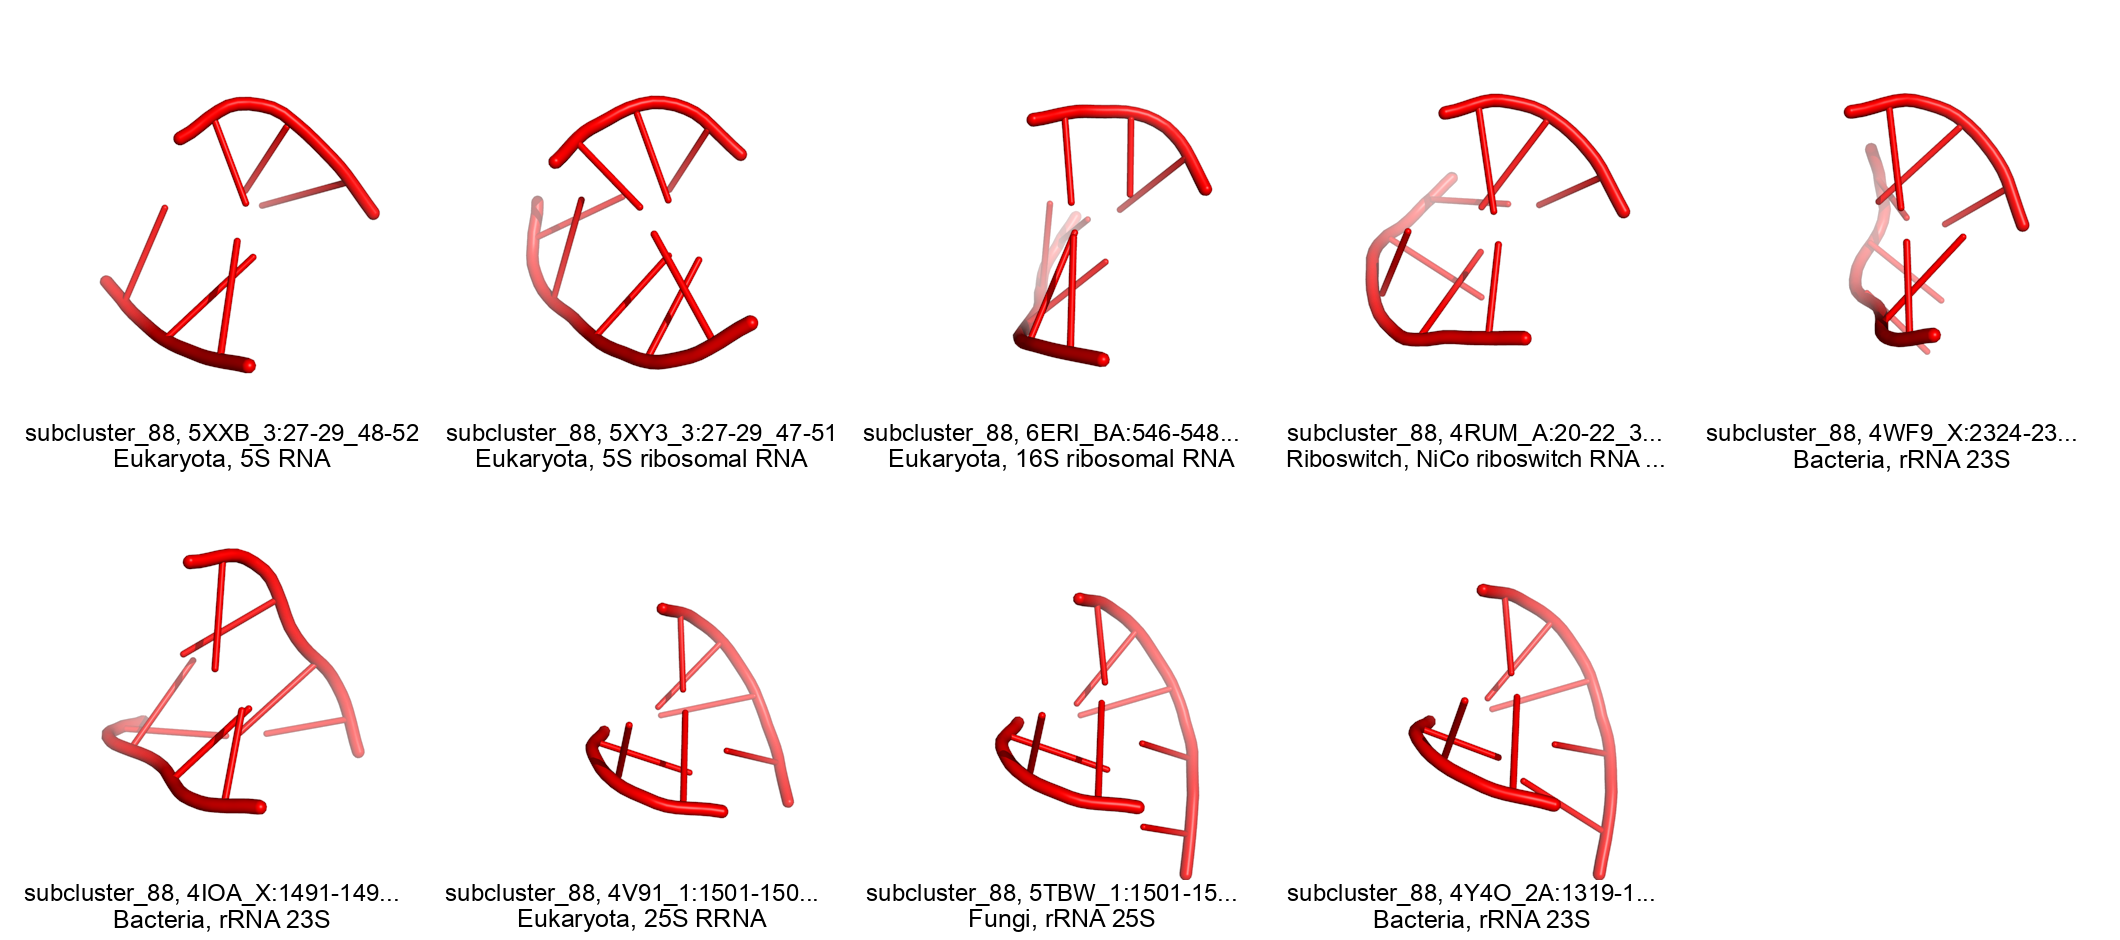 subcluster_88, 5XXB_3:27-29_48-52
Eukaryota, 5S RNA
subcluster_88, 5XY3_3:27-29_47-51
Eukaryota, 5S ribosomal RNA
subcluster_88, 6ERI_BA:546-548...
Eukaryota, 16S ribosomal RNA
subcluster_88, 4RUM_A:20-22_3...
Riboswitch, NiCo riboswitch RNA ...
subcluster_88, 4WF9_X:2324-23...
Bacteria, rRNA 23S
subcluster_88, 4IOA_X:1491-149...
Bacteria, rRNA 23S
subcluster_88, 4V91_1:1501-150...
Eukaryota, 25S RRNA
subcluster_88, 5TBW_1:1501-15...
Fungi, rRNA 25S
subcluster_88, 4Y4O_2A:1319-1...
Bacteria, rRNA 23S